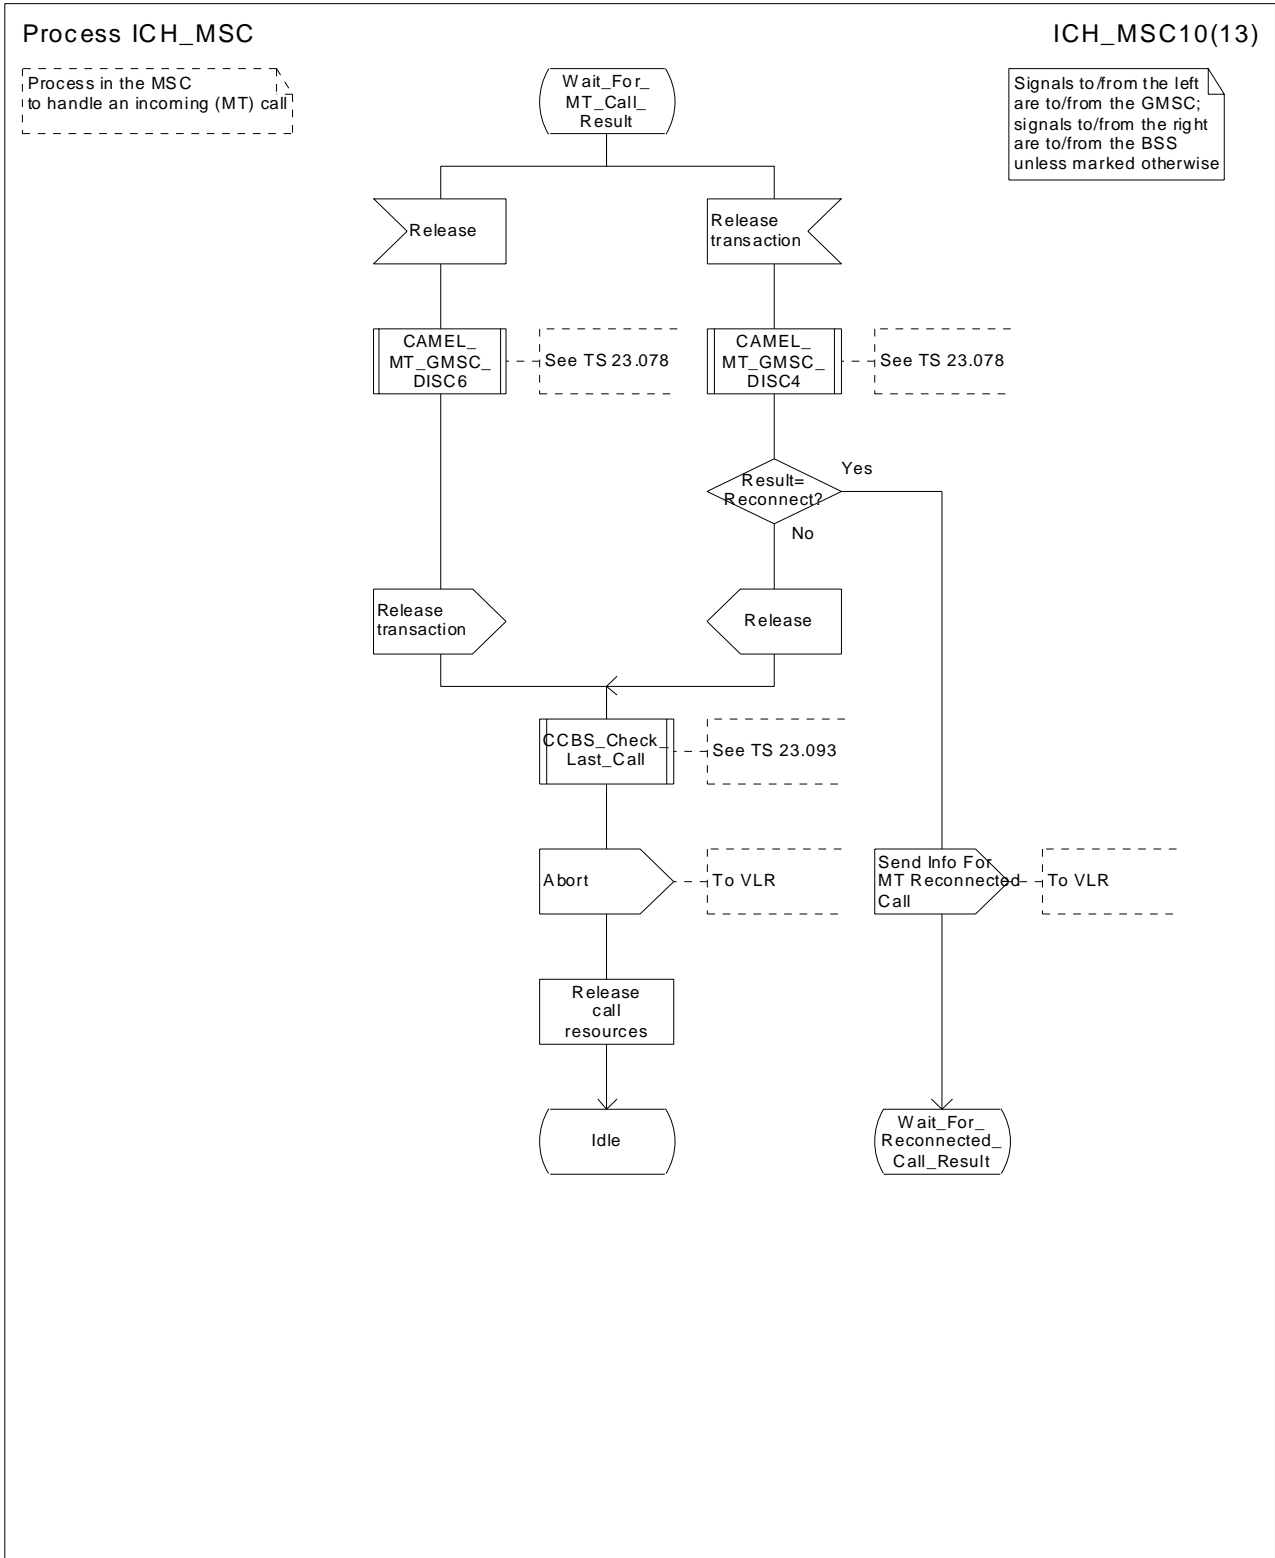 Process ICH_MSC
ICH_MSC10(13)
Process in the MSC
to handle an incoming (MT) call
Wait_For_
MT_Call_
Result
Signals to/from the left
are to/from the GMSC;
signals to/from the right
are to/from the BSS
unless marked otherwise
Release
Release
transaction
CAMEL_
MT_GMSC_
DISC6
See TS 23.078
CAMEL_
MT_GMSC_
DISC4
See TS 23.078
Result=
Reconnect?
Yes
No
Release
transaction
Release
CCBS_Check_
Last_Call
See TS 23.093
Abort
To VLR
Send Info For
MT Reconnected
Call
To VLR
Release
call
resources
Idle
Wait_For_
Reconnected_
Call_Result